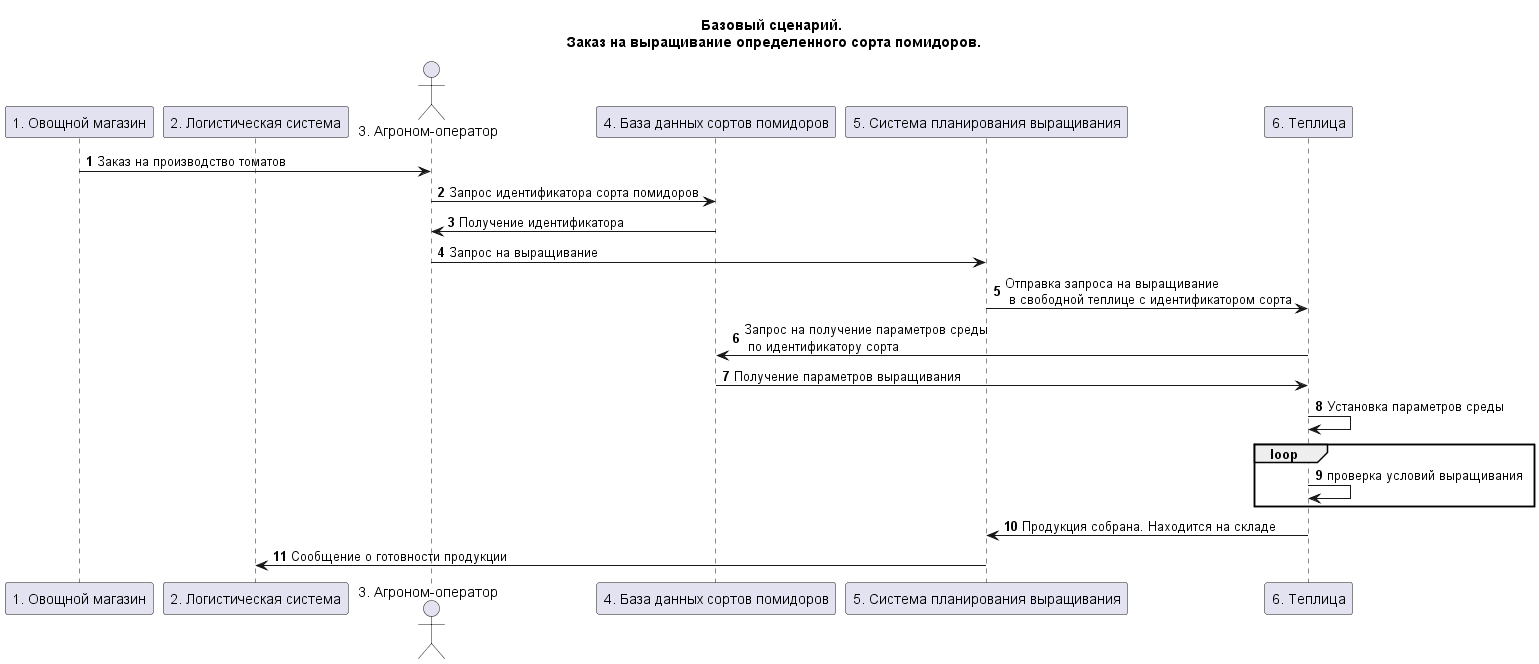 Базовый сценарий.
Заказ на выращивание определенного сорта помидоров.
1. Овощной магазин
2. Логистическая система
3. Агроном-оператор
4. База данных сортов помидоров
5. Система планирования выращивания
6. Теплица
1 Заказ на производство томатов
2 Запрос идентификатора сорта помидоров
3 Получение идентификатора
4 Запрос на выращивание
5 Отправка запроса на выращивание
в свободной теплице с идентификатором сорта
6 Запрос на получение параметров среды
по идентификатору сорта
7 Получение параметров выращивания
8 Установка параметров среды
loop
9 проверка условий выращивания
10 Продукция собрана. Находится на складе
11 Сообщение о готовности продукции
1. Овощной магазин
2. Логистическая система
3. Агроном-оператор
4. База данных сортов помидоров
5. Система планирования выращивания
6. Теплица